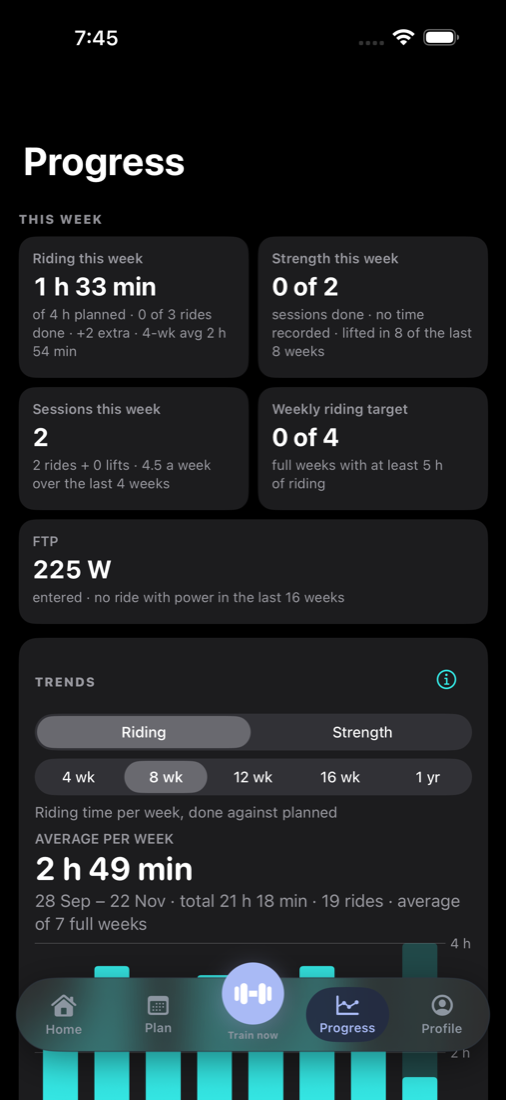 7:45
Progress
THIS WEEK
Riding this week
1 h 33 min
of 4 h planned · 0 of 3 rides
done · +2 extra · 4-wk avg 2 h
54 min
Strength this week
0 of 2
sessions done · no time
recorded · lifted in 8 of the last
8 weeks
Sessions this week
2
2 rides + 0 lifts · 4.5 a week
over the last 4 weeks
Weekly riding target
0 of 4
full weeks with at least 5 h
of riding
FTP
225 W
entered · no ride with power in the last 16 weeks
TRENDS
Riding
Strength
4 wk
8 wk
12 wk
16 wk
1 yr
Riding time per week, done against planned
AVERAGE PER WEEK
2 h 49 min
28 Sep – 22 Nov · total 21 h 18 min · 19 rides · average
of 7 full weeks
4 h
2 h
Home
Plan
Train now
Progress
Profile